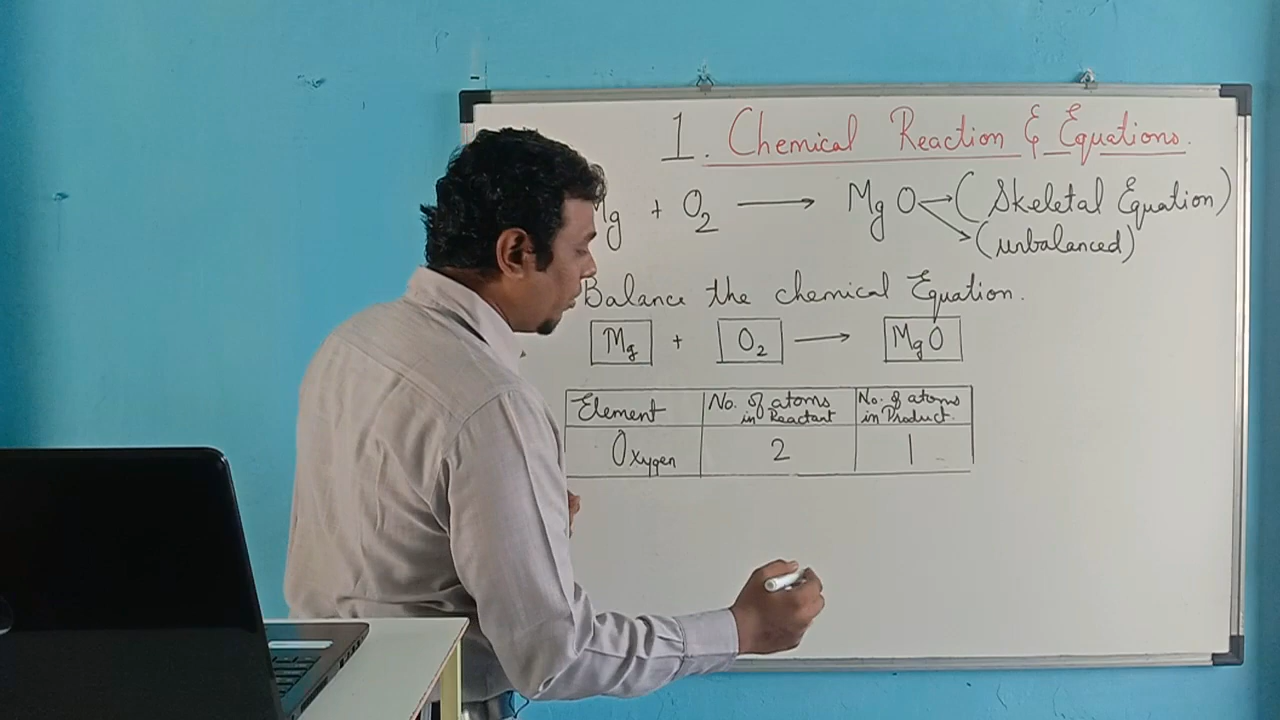 1. Chemical Reaction & Equations.
Mg + O2 → MgO → (Skeletal Equation)
(unbalanced)
Balance the chemical Equation.
Mg + O2 → MgO
Element No. of atoms in Reactant No. of atoms in Product.
Oxygen 2 1